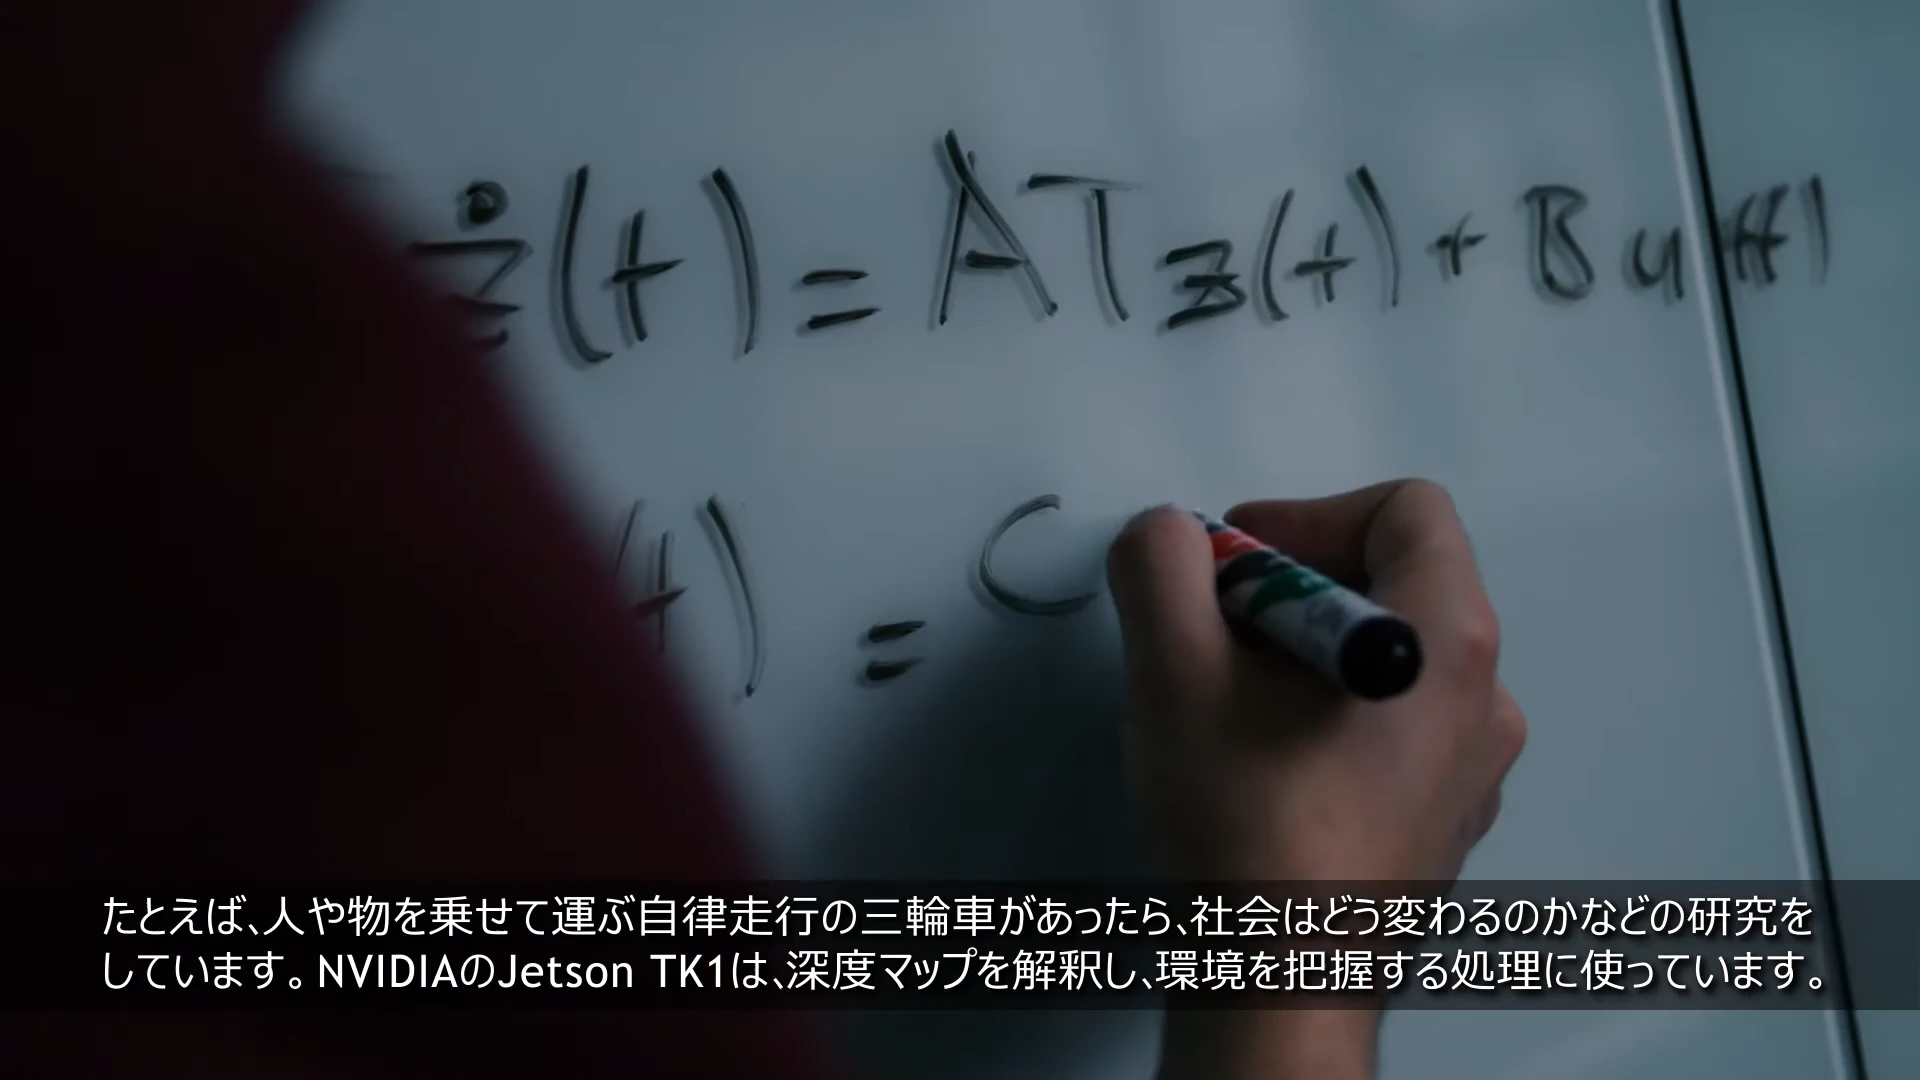 ż(t) = ATz(t) + Bu(t)
(t) = C
たとえば、人や物を乗せて運ぶ自律走行の三輪車があったら、社会はどう変わるのかなどの研究を
しています。NVIDIAのJetson TK1は、深度マップを解釈し、環境を把握する処理に使っています。